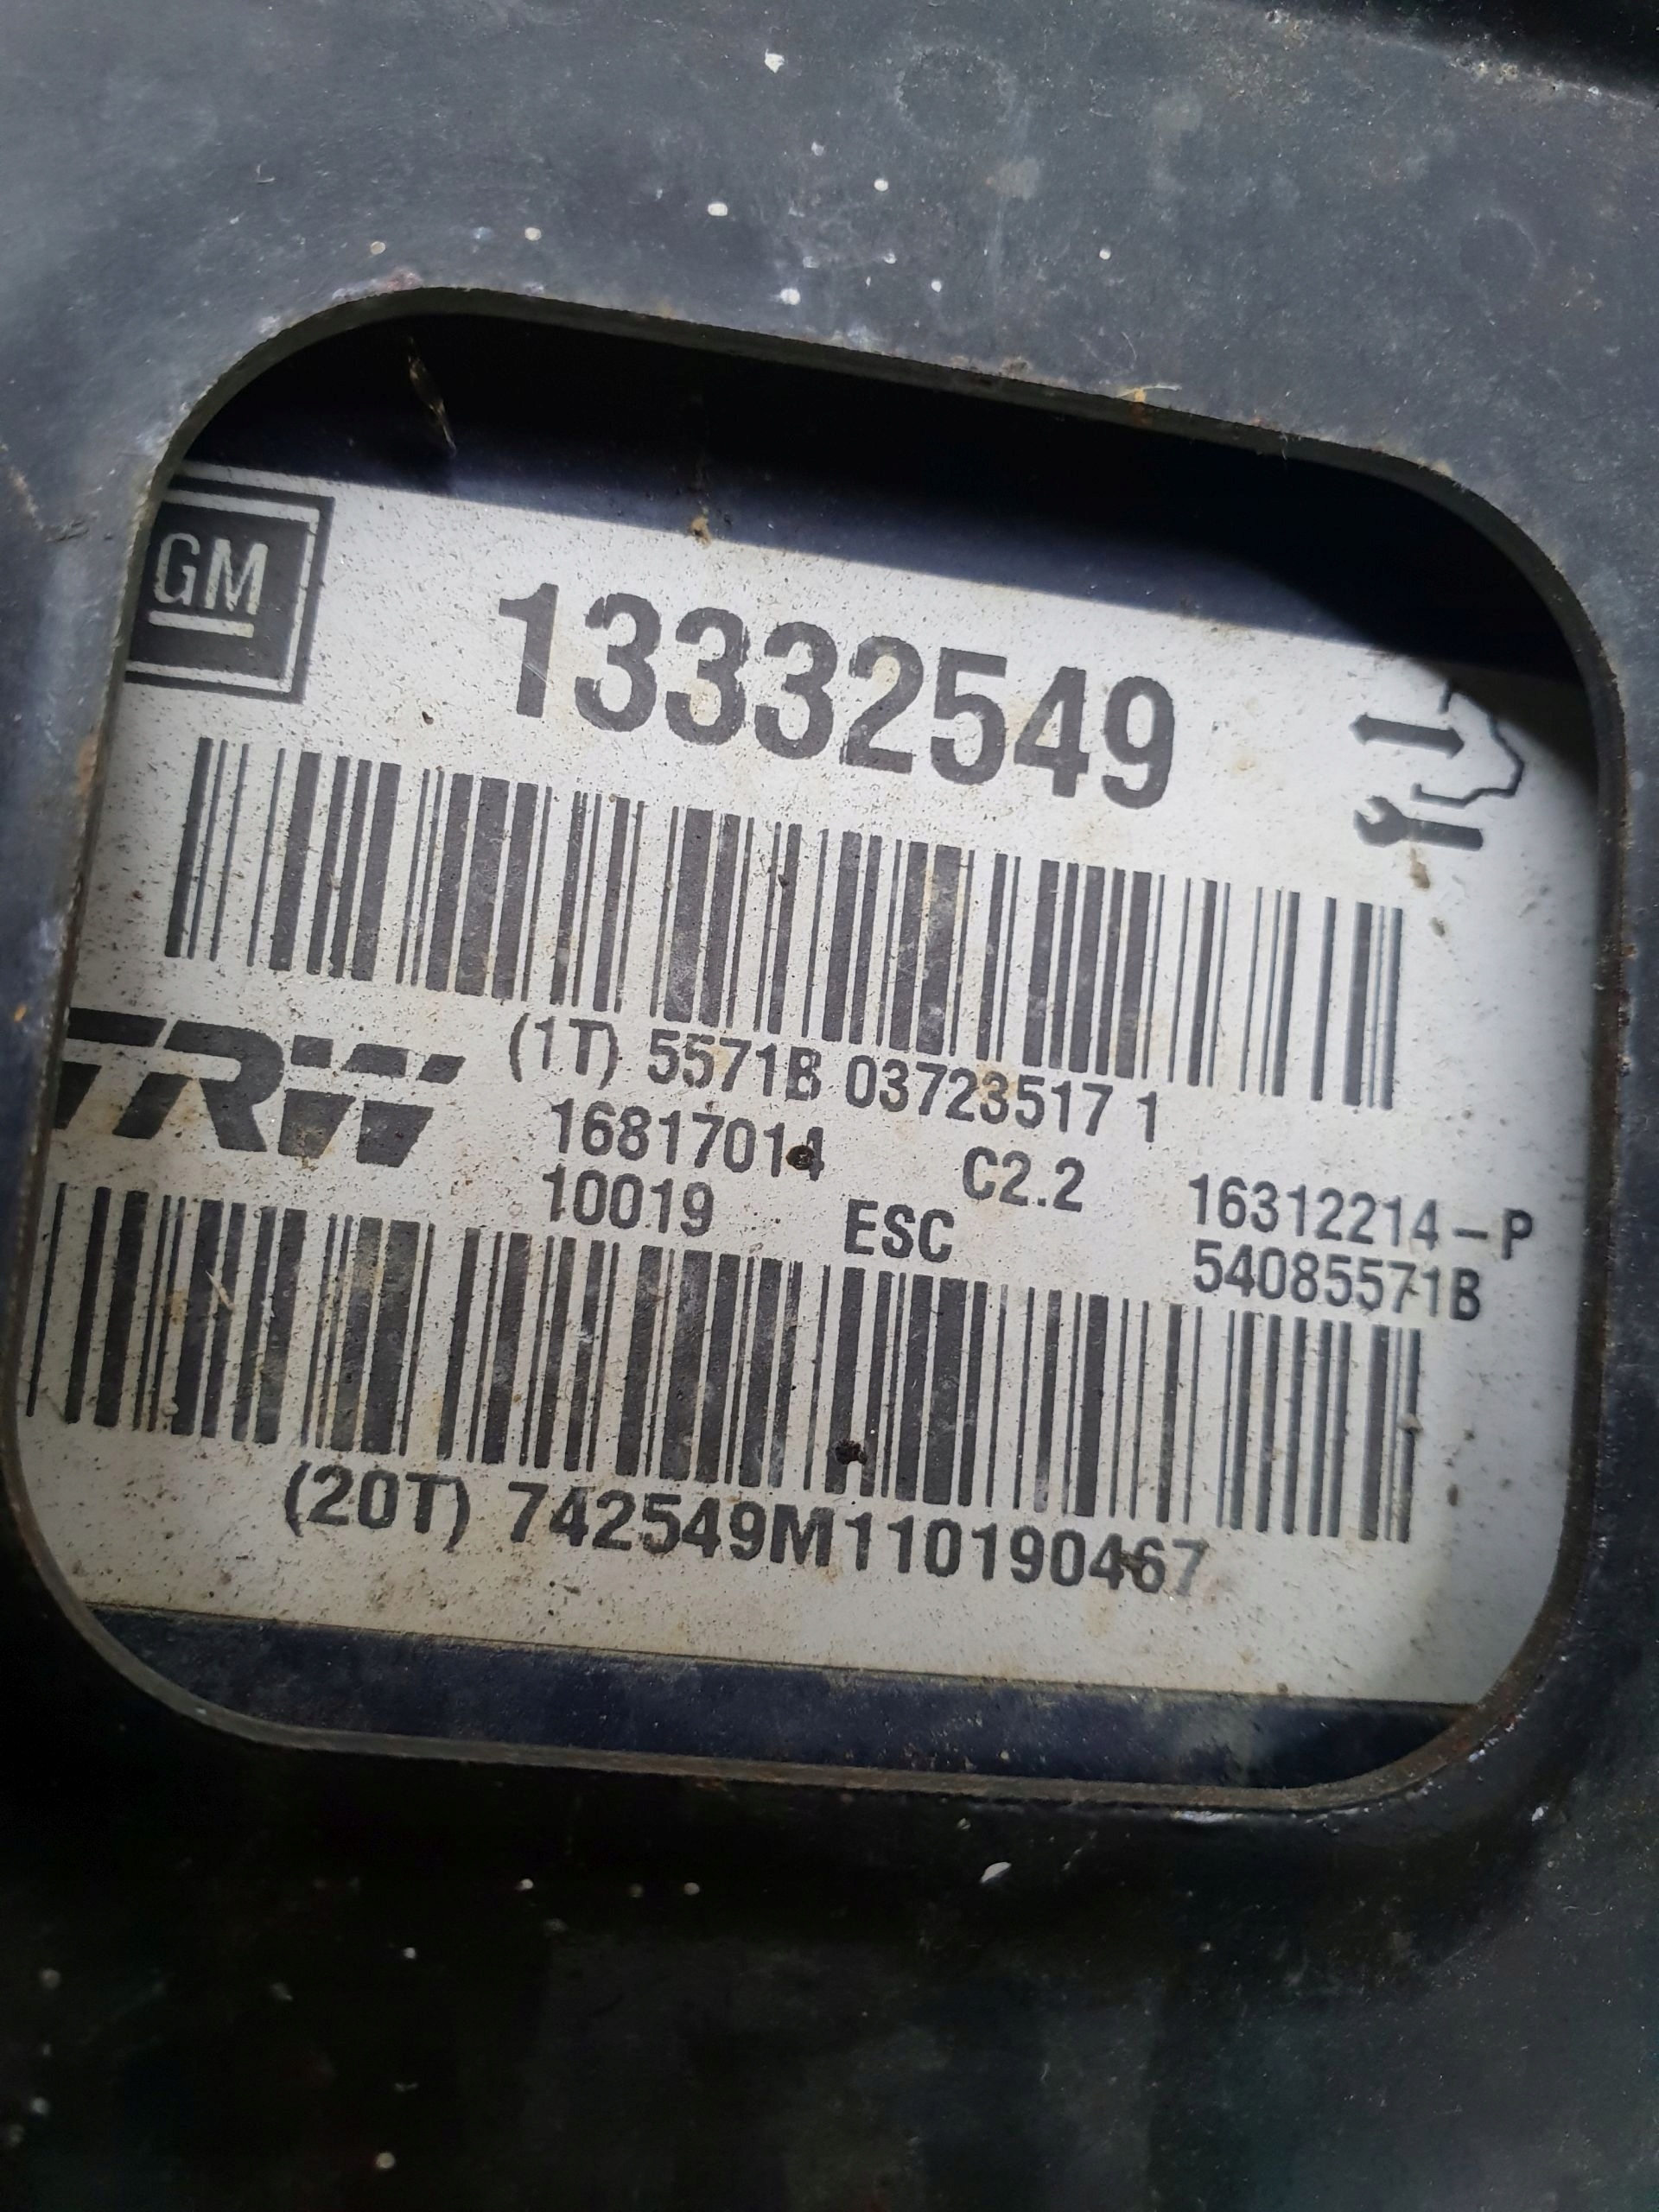 GM
13332549
(1T) 5571B 03723517 1
TRW
16817014 C2.2 16312214-P
10019 ESC 54085571B
(20T) 742549M110190467